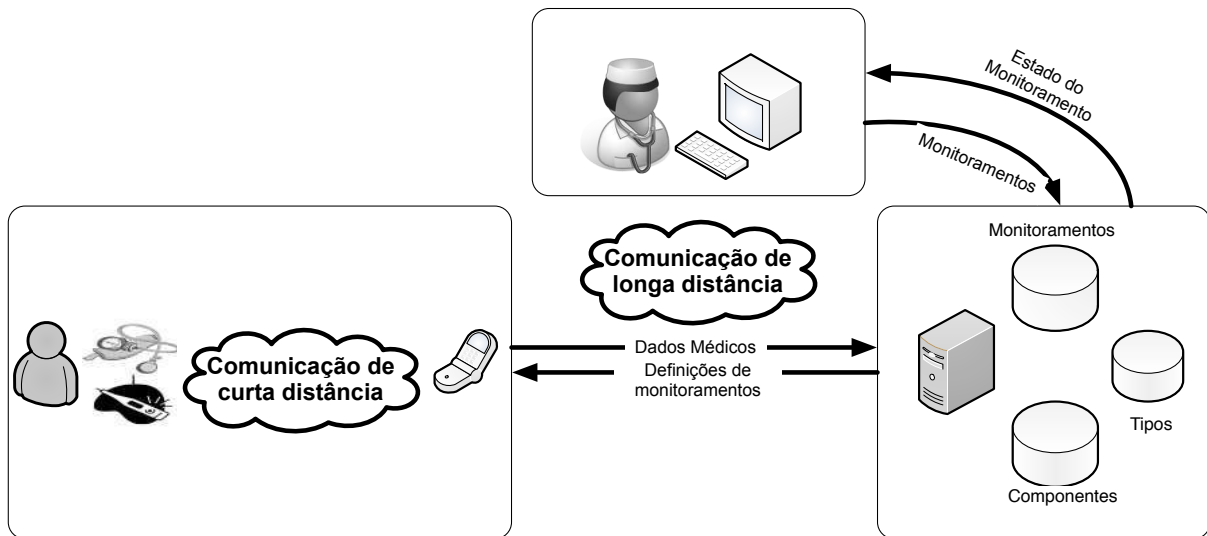 Estado do
Monitoramento
Monitoramentos
Monitoramentos
Comunicação de
longa distância
Comunicação de
curta distância
Dados Médicos
Definições de
monitoramentos
Tipos
Componentes